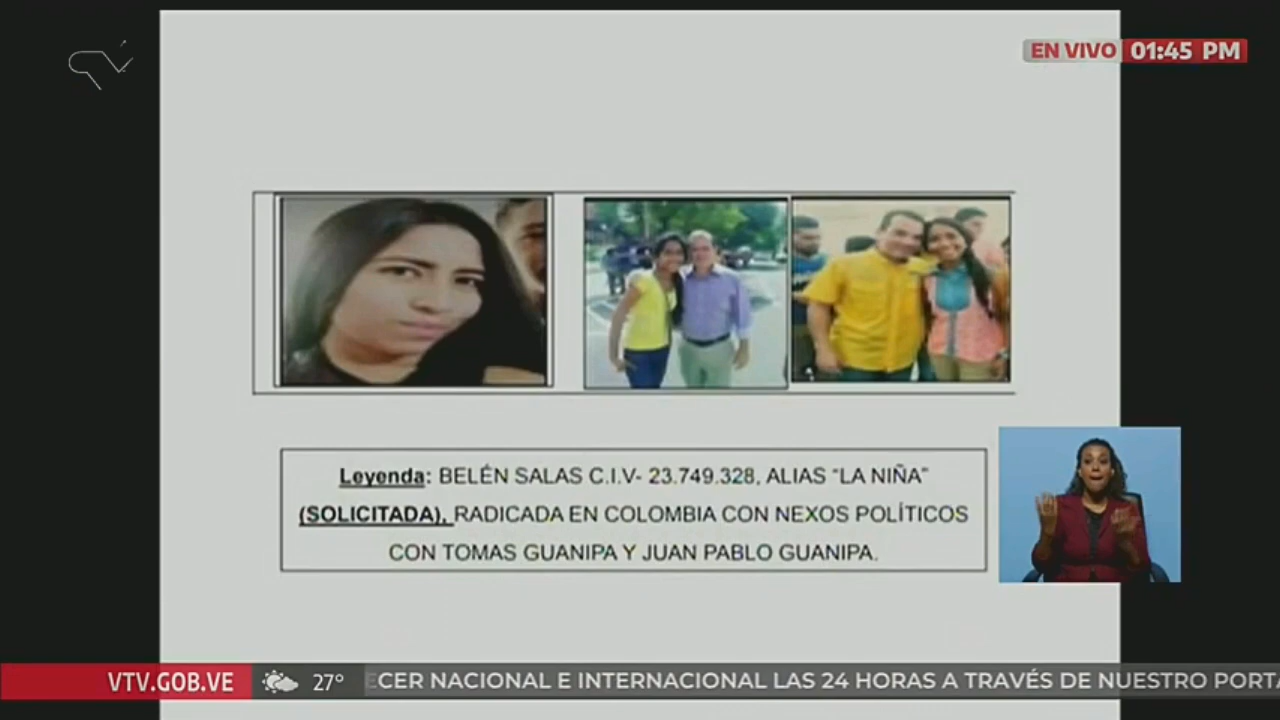 EN VIVO 01:45 PM
Leyenda: BELÉN SALAS C.I.V- 23.749.328, ALIAS "LA NIÑA"
(SOLICITADA), RADICADA EN COLOMBIA CON NEXOS POLÍTICOS
CON TOMAS GUANIPA Y JUAN PABLO GUANIPA.
VTV.GOB.VE 27° ECER NACIONAL E INTERNACIONAL LAS 24 HORAS A TRAVÉS DE NUESTRO PORTA